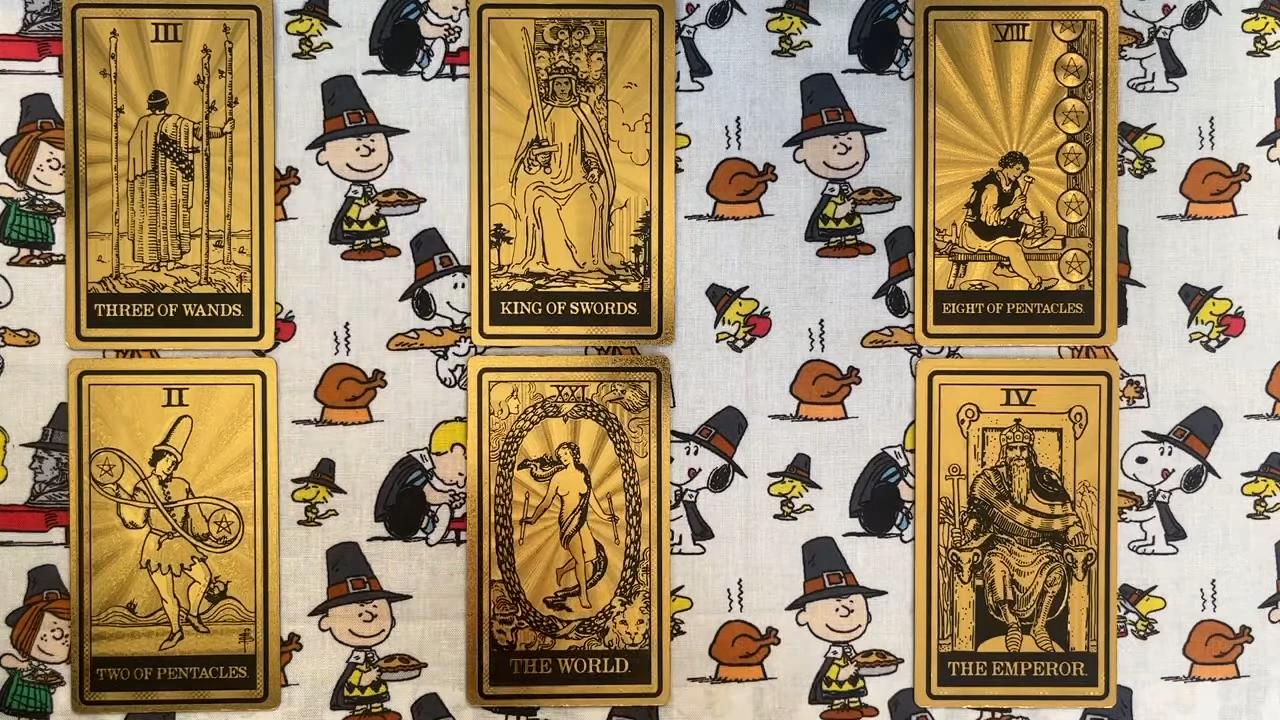 III
THREE OF WANDS.
KING OF SWORDS.
VIII
EIGHT OF PENTACLES.
II
TWO OF PENTACLES.
XXI
THE WORLD.
IV
THE EMPEROR.